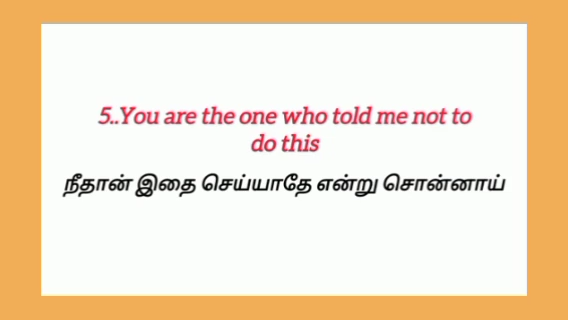 5..You are the one who told me not to
do this
நீதான் இதை செய்யாதே என்று சொன்னாய்